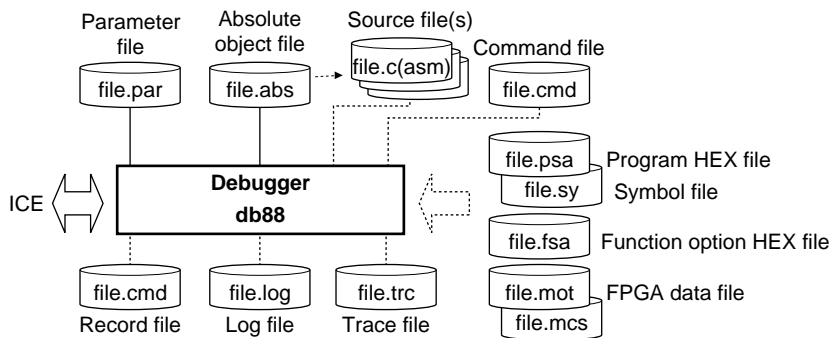 Parameter
file
Absolute
object file
Source file(s)
Command file
file.par
file.abs
file.c(asm)
file.cmd
file.psa
Program HEX file
file.sy
Symbol file
ICE
Debugger
db88
file.fsa
Function option HEX file
file.cmd
file.log
file.trc
file.mot
FPGA data file
file.mcs
Record file
Log file
Trace file